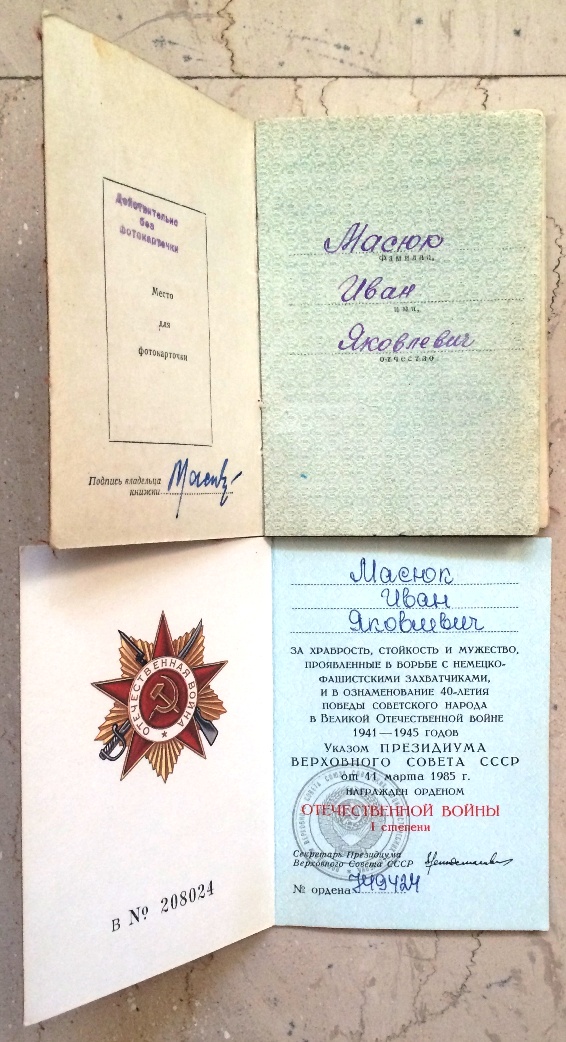 Действительно
без
фотокарточки
Место
для
фотокарточки
Подпись владельца
книжки
Масюк
фамилия,
Иван
имя,
Яковлевич
отчество
ОТЕЧЕСТВЕННАЯ ВОЙНА
В № 208024
Масюк
Иван
Яковлевич
ЗА ХРАБРОСТЬ, СТОЙКОСТЬ И МУЖЕСТВО,
ПРОЯВЛЕННЫЕ В БОРЬБЕ С НЕМЕЦКО-
ФАШИСТСКИМИ ЗАХВАТЧИКАМИ,
И В ОЗНАМЕНОВАНИЕ 40-ЛЕТИЯ
ПОБЕДЫ СОВЕТСКОГО НАРОДА
В ВЕЛИКОЙ ОТЕЧЕСТВЕННОЙ ВОЙНЕ
1941—1945 ГОДОВ
УКАЗОМ ПРЕЗИДИУМА
ВЕРХОВНОГО СОВЕТА СССР
от 11 марта 1985 г.
НАГРАЖДЕН ОРДЕНОМ
ОТЕЧЕСТВЕННОЙ ВОЙНЫ
I степени
Секретарь Президиума
Верховного Совета СССР
№ ордена 749424